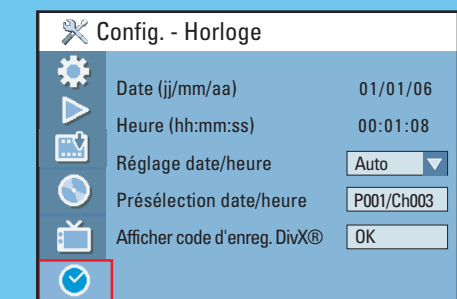 Config. - Horloge
Date (jj/mm/aa) 01/01/06
Heure (hh:mm:ss) 00:01:08
Réglage date/heure Auto
Présélection date/heure P001/Ch003
Afficher code d'enreg. DivX® OK